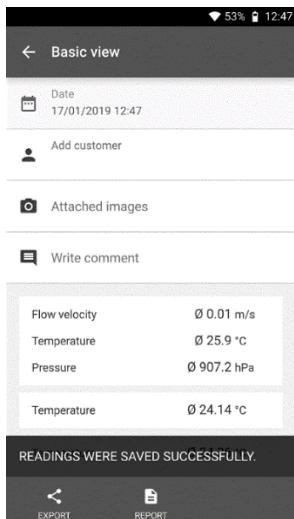 53% 12:47
Basic view
Date
17/01/2019 12:47
Add customer
Attached images
Write comment
Flow velocity Ø 0.01 m/s
Temperature Ø 25.9 °C
Pressure Ø 907.2 hPa
Temperature Ø 24.14 °C
READINGS WERE SAVED SUCCESSFULLY.
EXPORT REPORT